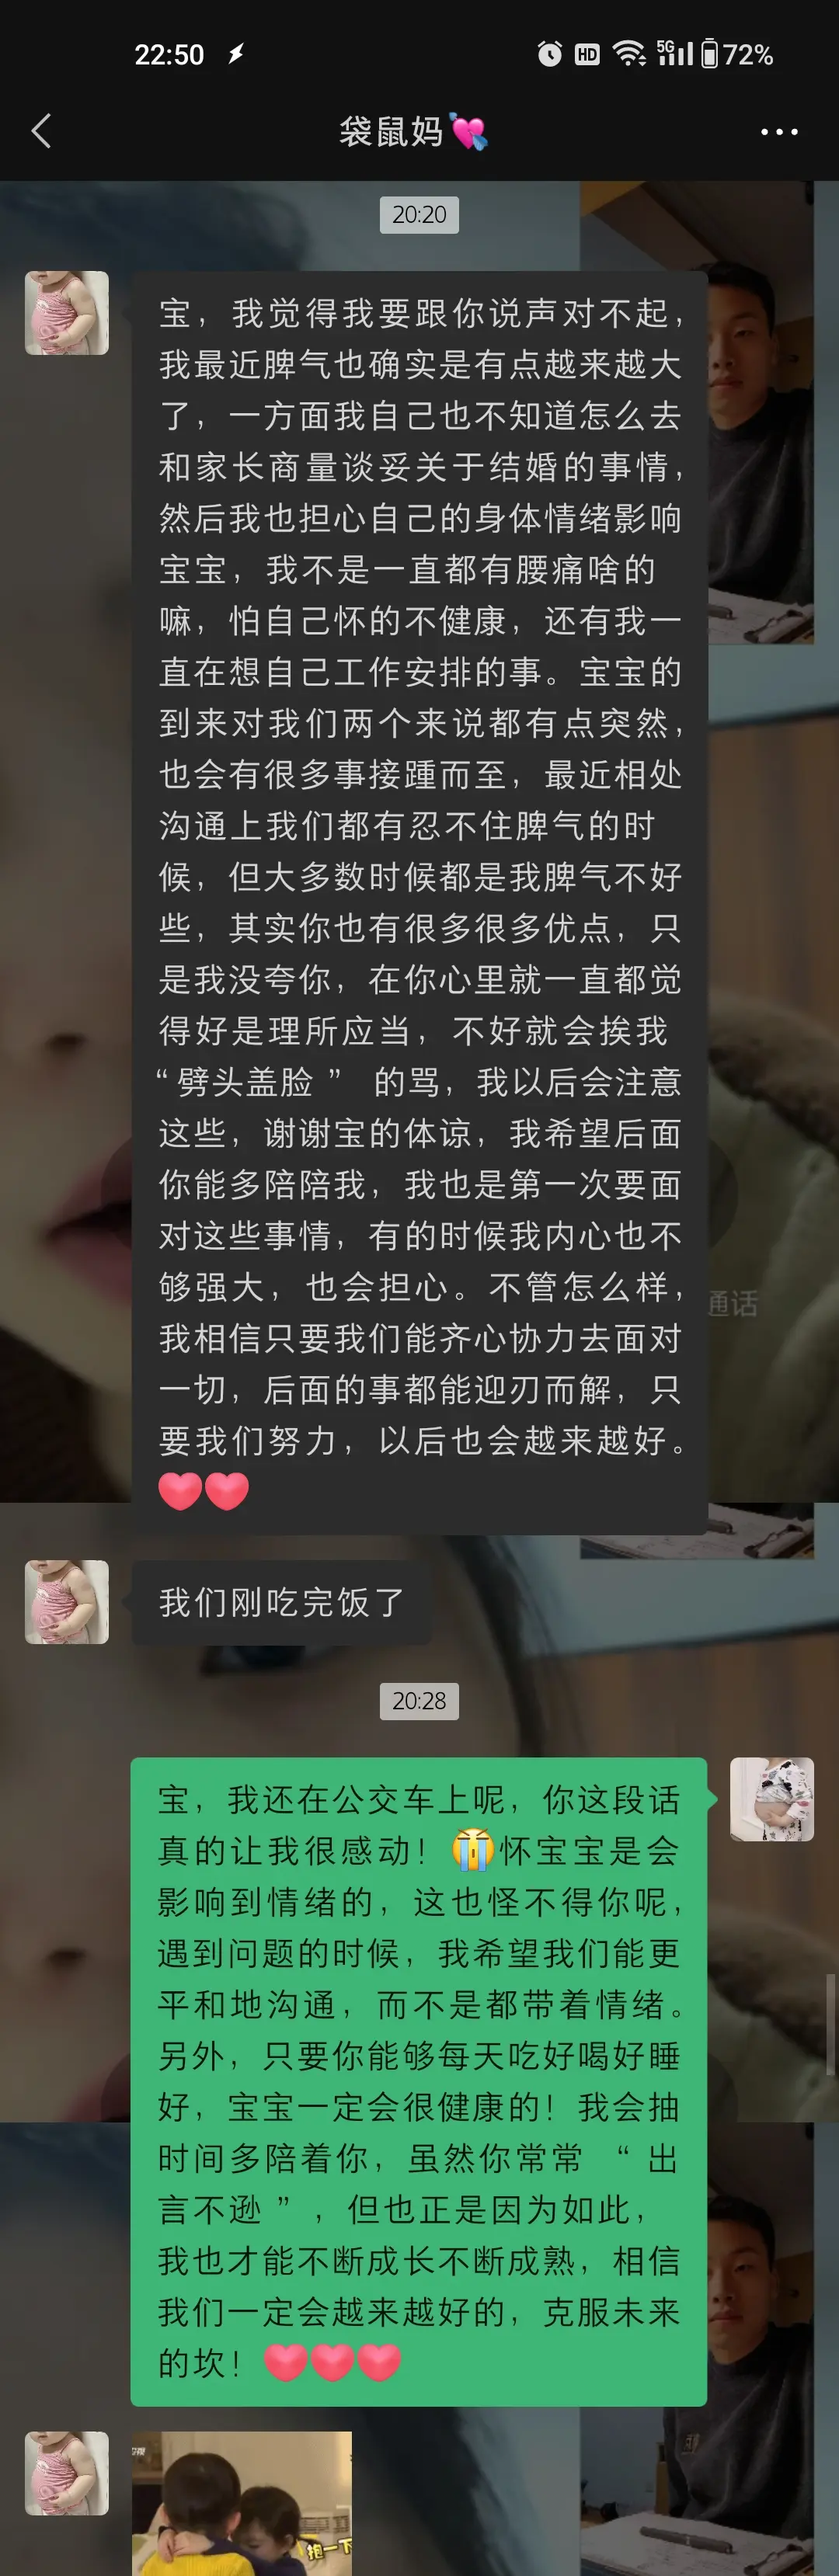 22:50
HD
5G
72%
袋鼠妈
20:20
宝，我觉得我要跟你说声对不起，
我最近脾气也确实是有点越来越大
了，一方面我自己也不知道怎么去
和家长商量谈妥关于结婚的事情，
然后我也担心自己的身体情绪影响
宝宝，我不是一直都有腰痛啥的
嘛，怕自己怀的不健康，还有我一
直在想自己工作安排的事。宝宝的
到来对我们两个来说都有点突然，
也会有很多事接踵而至，最近相处
沟通上我们都有忍不住脾气的时
候，但大多数时候都是我脾气不好
些，其实你也有很多很多优点，只
是我没夸你，在你心里就一直都觉
得好是理所应当，不好就会挨我
“劈头盖脸”的骂，我以后会注意
这些，谢谢宝的体谅，我希望后面
你能多陪陪我，我也是第一次要面
对这些事情，有的时候我内心也不
够强大，也会担心。不管怎么样，
我相信只要我们能齐心协力去面对
一切，后面的事都能迎刃而解，只
要我们努力，以后也会越来越好。
通话
我们刚吃完饭了
20:28
宝，我还在公交车上呢，你这段话
真的让我很感动！怀宝宝是会
影响到情绪的，这也怪不得你呢，
遇到问题的时候，我希望我们能更
平和地沟通，而不是都带着情绪。
另外，只要你能够每天吃好喝好睡
好，宝宝一定会很健康的！我会抽
时间多陪着你，虽然你常常“出
言不逊”，但也正是因为如此，
我也才能不断成长不断成熟，相信
我们一定会越来越好的，克服未来
的坎！
抱一下